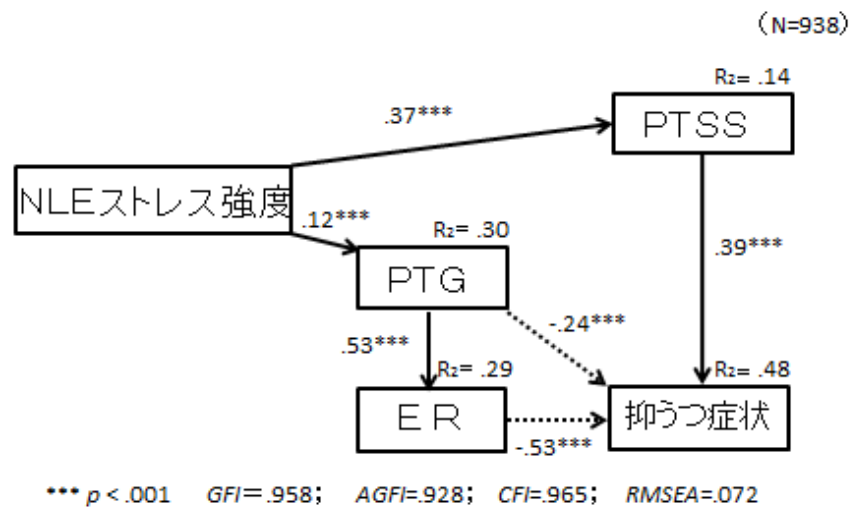 （N=938）
R2= .14
.37***
PTSS
NLEストレス強度
.12***
R2= .30
PTG
.39***
-.24***
.53***
R2= .29
R2= .48
ER
抑うつ症状
-.53***
*** p < .001 GFI＝.958； AGFI=.928； CFI=.965； RMSEA=.072